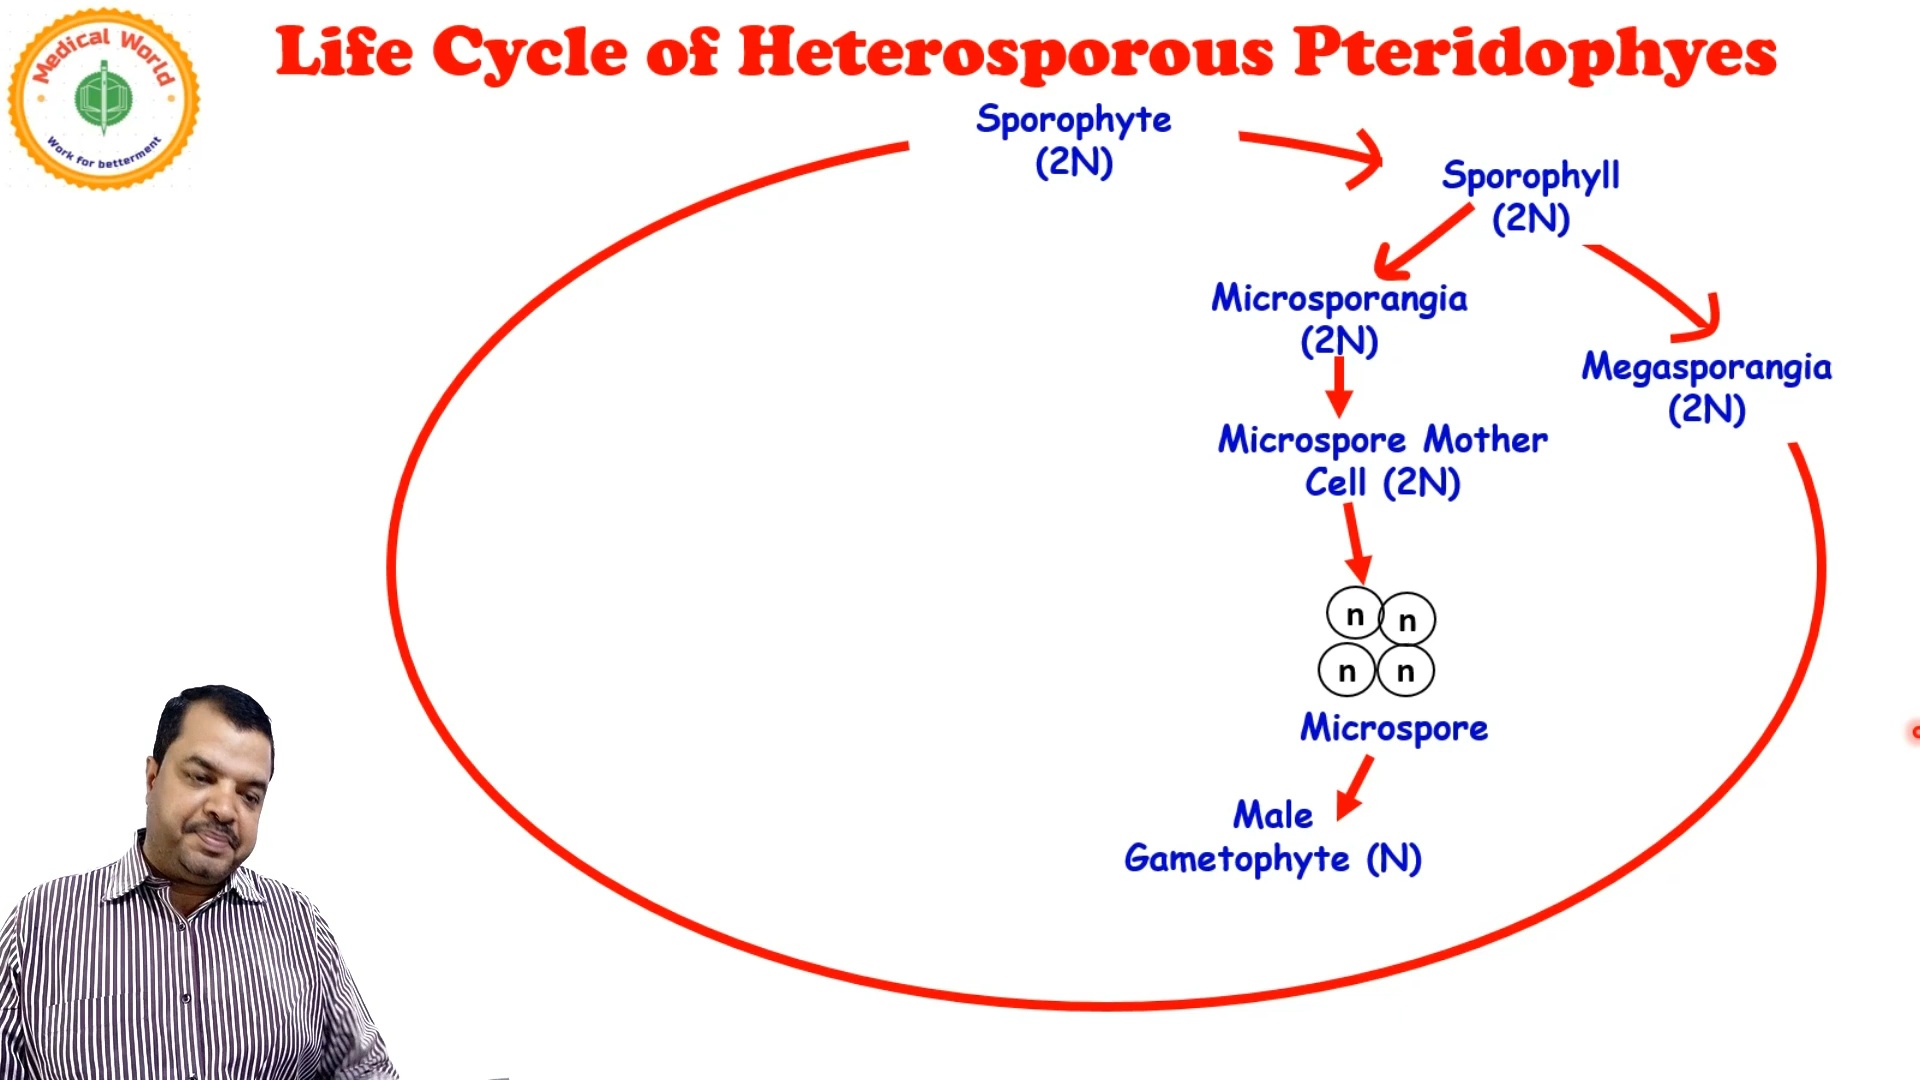 Medical World
Work for betterment
Life Cycle of Heterosporous Pteridophyes
Sporophyte
(2N)
Sporophyll
(2N)
Microsporangia
(2N)
Megasporangia
(2N)
Microspore Mother
Cell (2N)
n n
n n
Microspore
Male
Gametophyte (N)